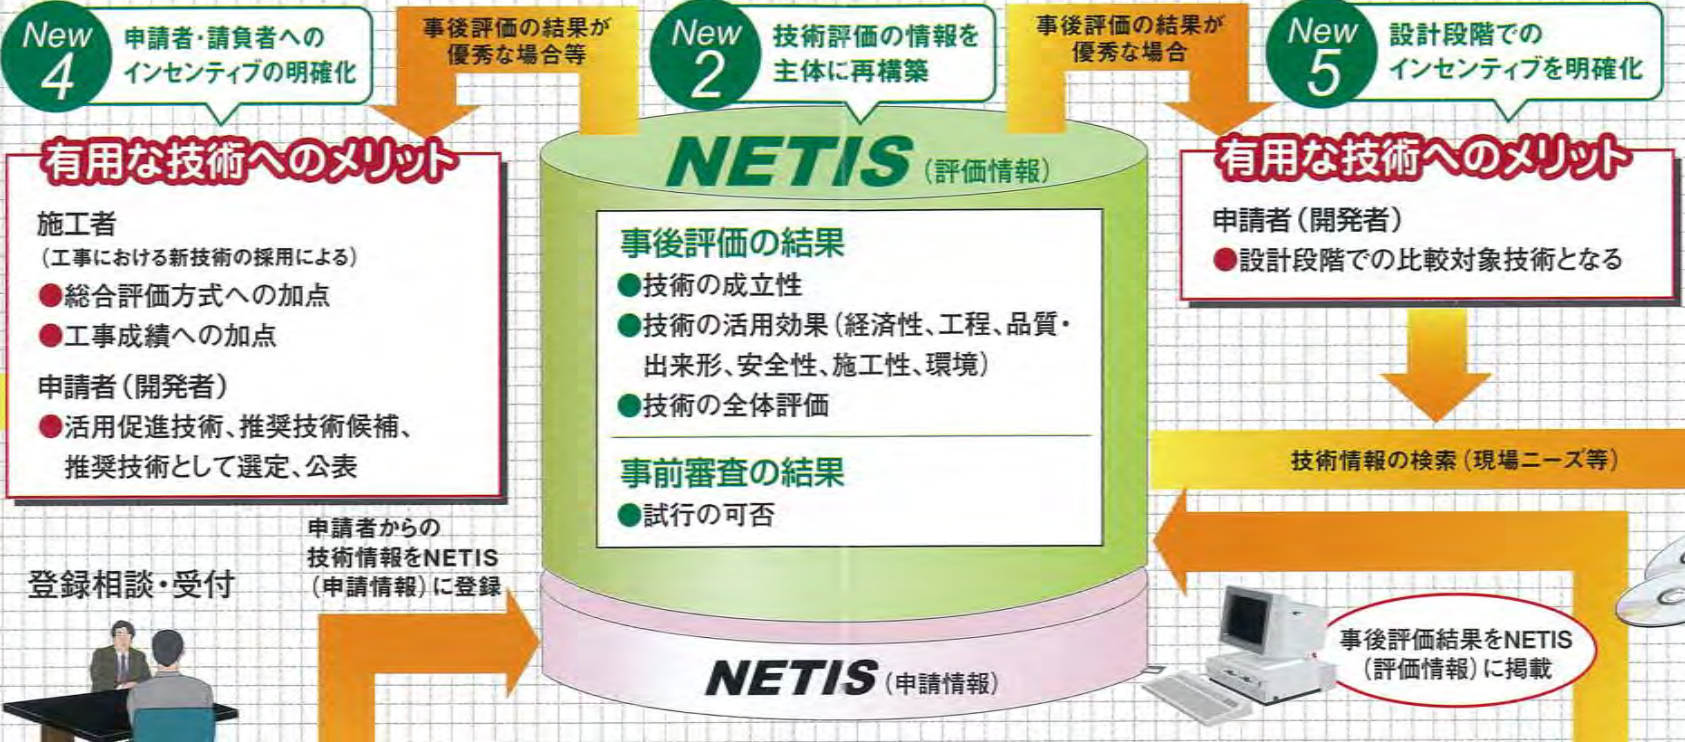 New
4
申請者・請負者への
インセンティブの明確化
事後評価の結果が
優秀な場合等
New
2
技術評価の情報を
主体に再構築
事後評価の結果が
優秀な場合
New
5
設計段階での
インセンティブを明確化
有用な技術へのメリット
施工者
(工事における新技術の採用による)
●総合評価方式への加点
●工事成績への加点
申請者(開発者)
●活用促進技術、推奨技術候補、
推奨技術として選定、公表
NETIS(評価情報)
事後評価の結果
●技術の成立性
●技術の活用効果(経済性、工程、品質・
出来形、安全性、施工性、環境)
●技術の全体評価
事前審査の結果
●試行の可否
有用な技術へのメリット
申請者(開発者)
●設計段階での比較対象技術となる
技術情報の検索(現場ニーズ等)
申請者からの
技術情報をNETIS
(申請情報)に登録
登録相談・受付
NETIS(申請情報)
事後評価結果をNETIS
(評価情報)に掲載